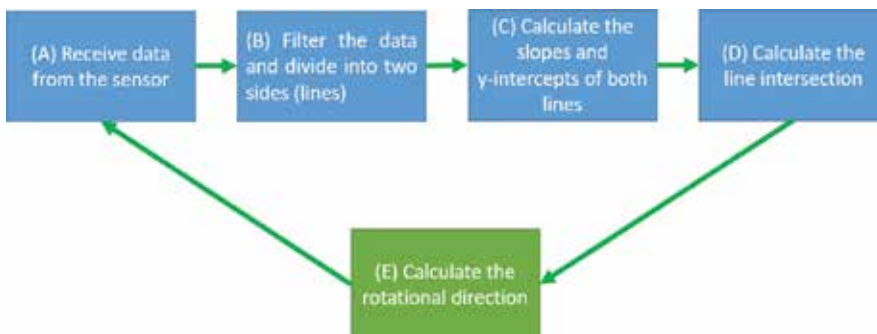 (A) Receive data
from the sensor
(B) Filter the data
and divide into two
sides (lines)
(C) Calculate the
slopes and
y-intercepts of both
lines
(D) Calculate the
line intersection
(E) Calculate the
rotational direction